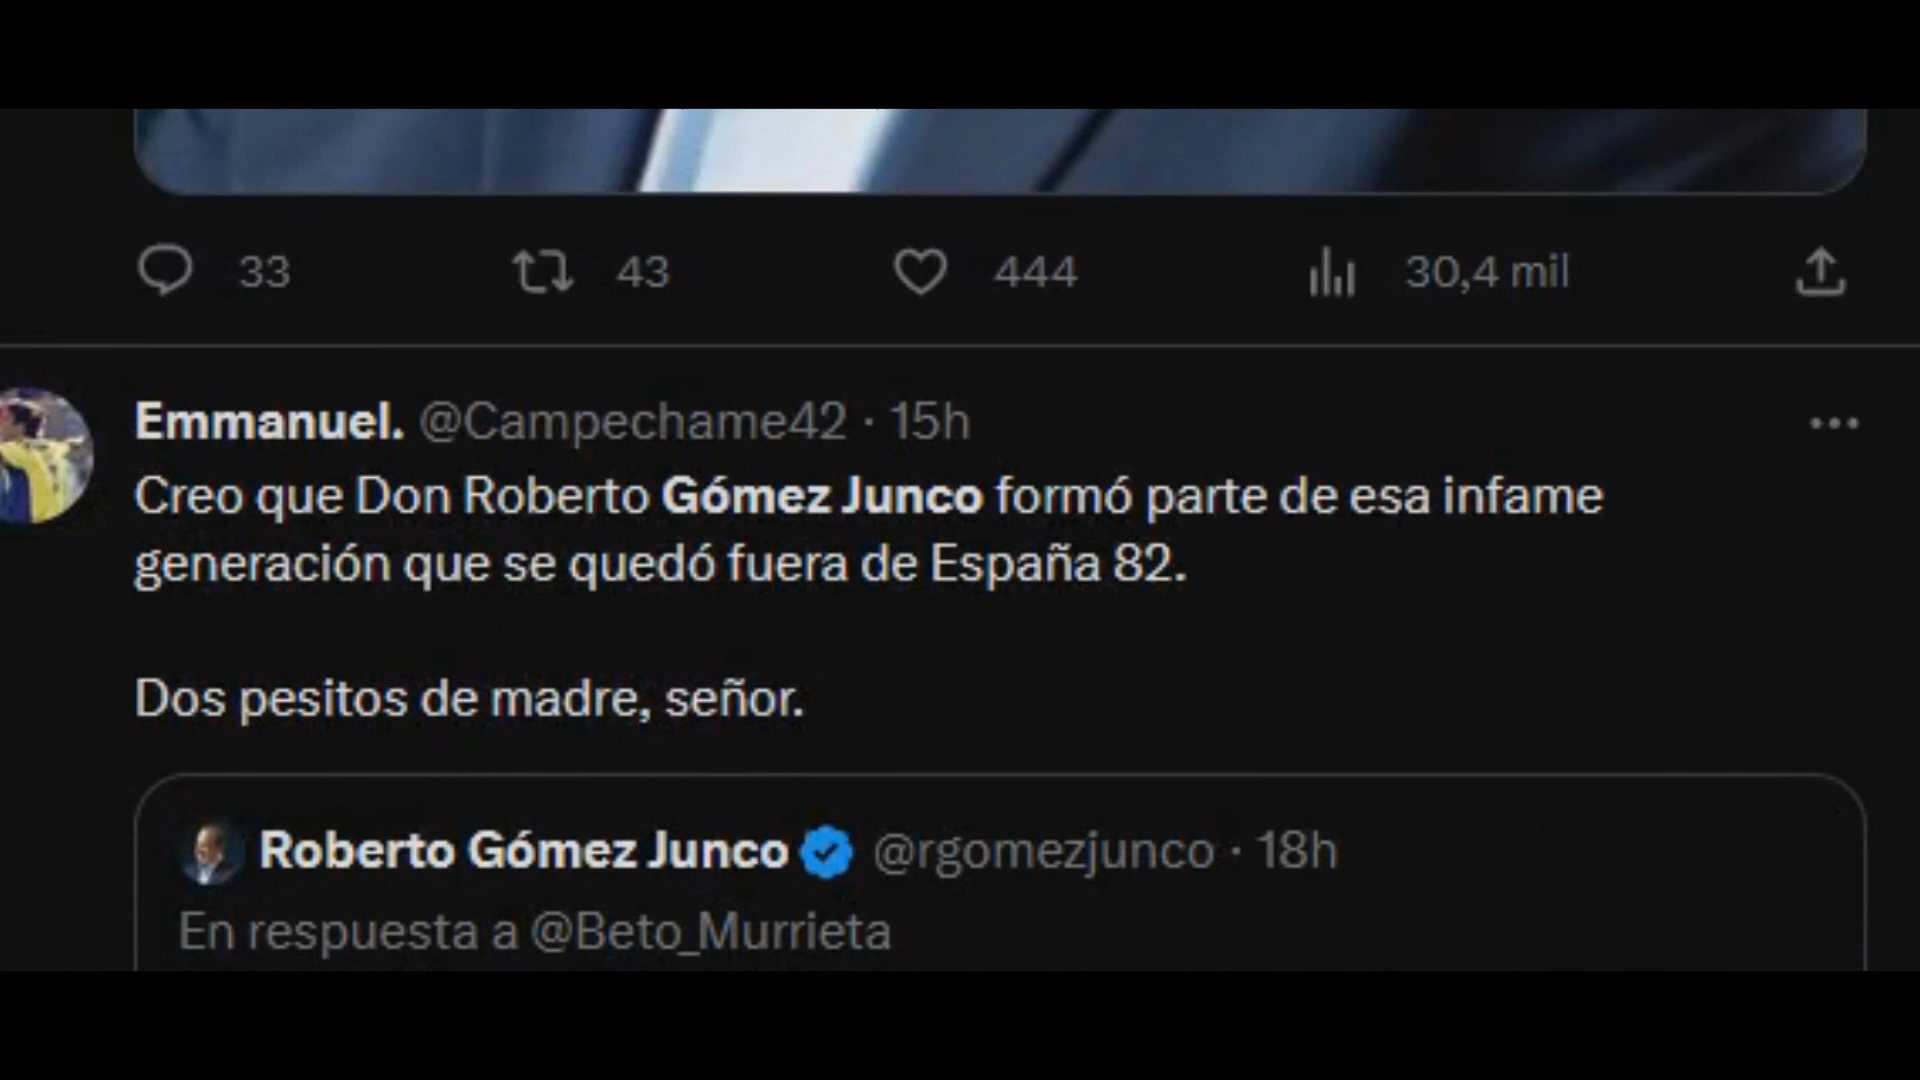 33 43 444 30,4 mil
Emmanuel. @Campechame42 · 15h
Creo que Don Roberto Gómez Junco formó parte de esa infame
generación que se quedó fuera de España 82.
Dos pesitos de madre, señor.
Roberto Gómez Junco @rgomezjunco · 18h
En respuesta a @Beto_Murrieta